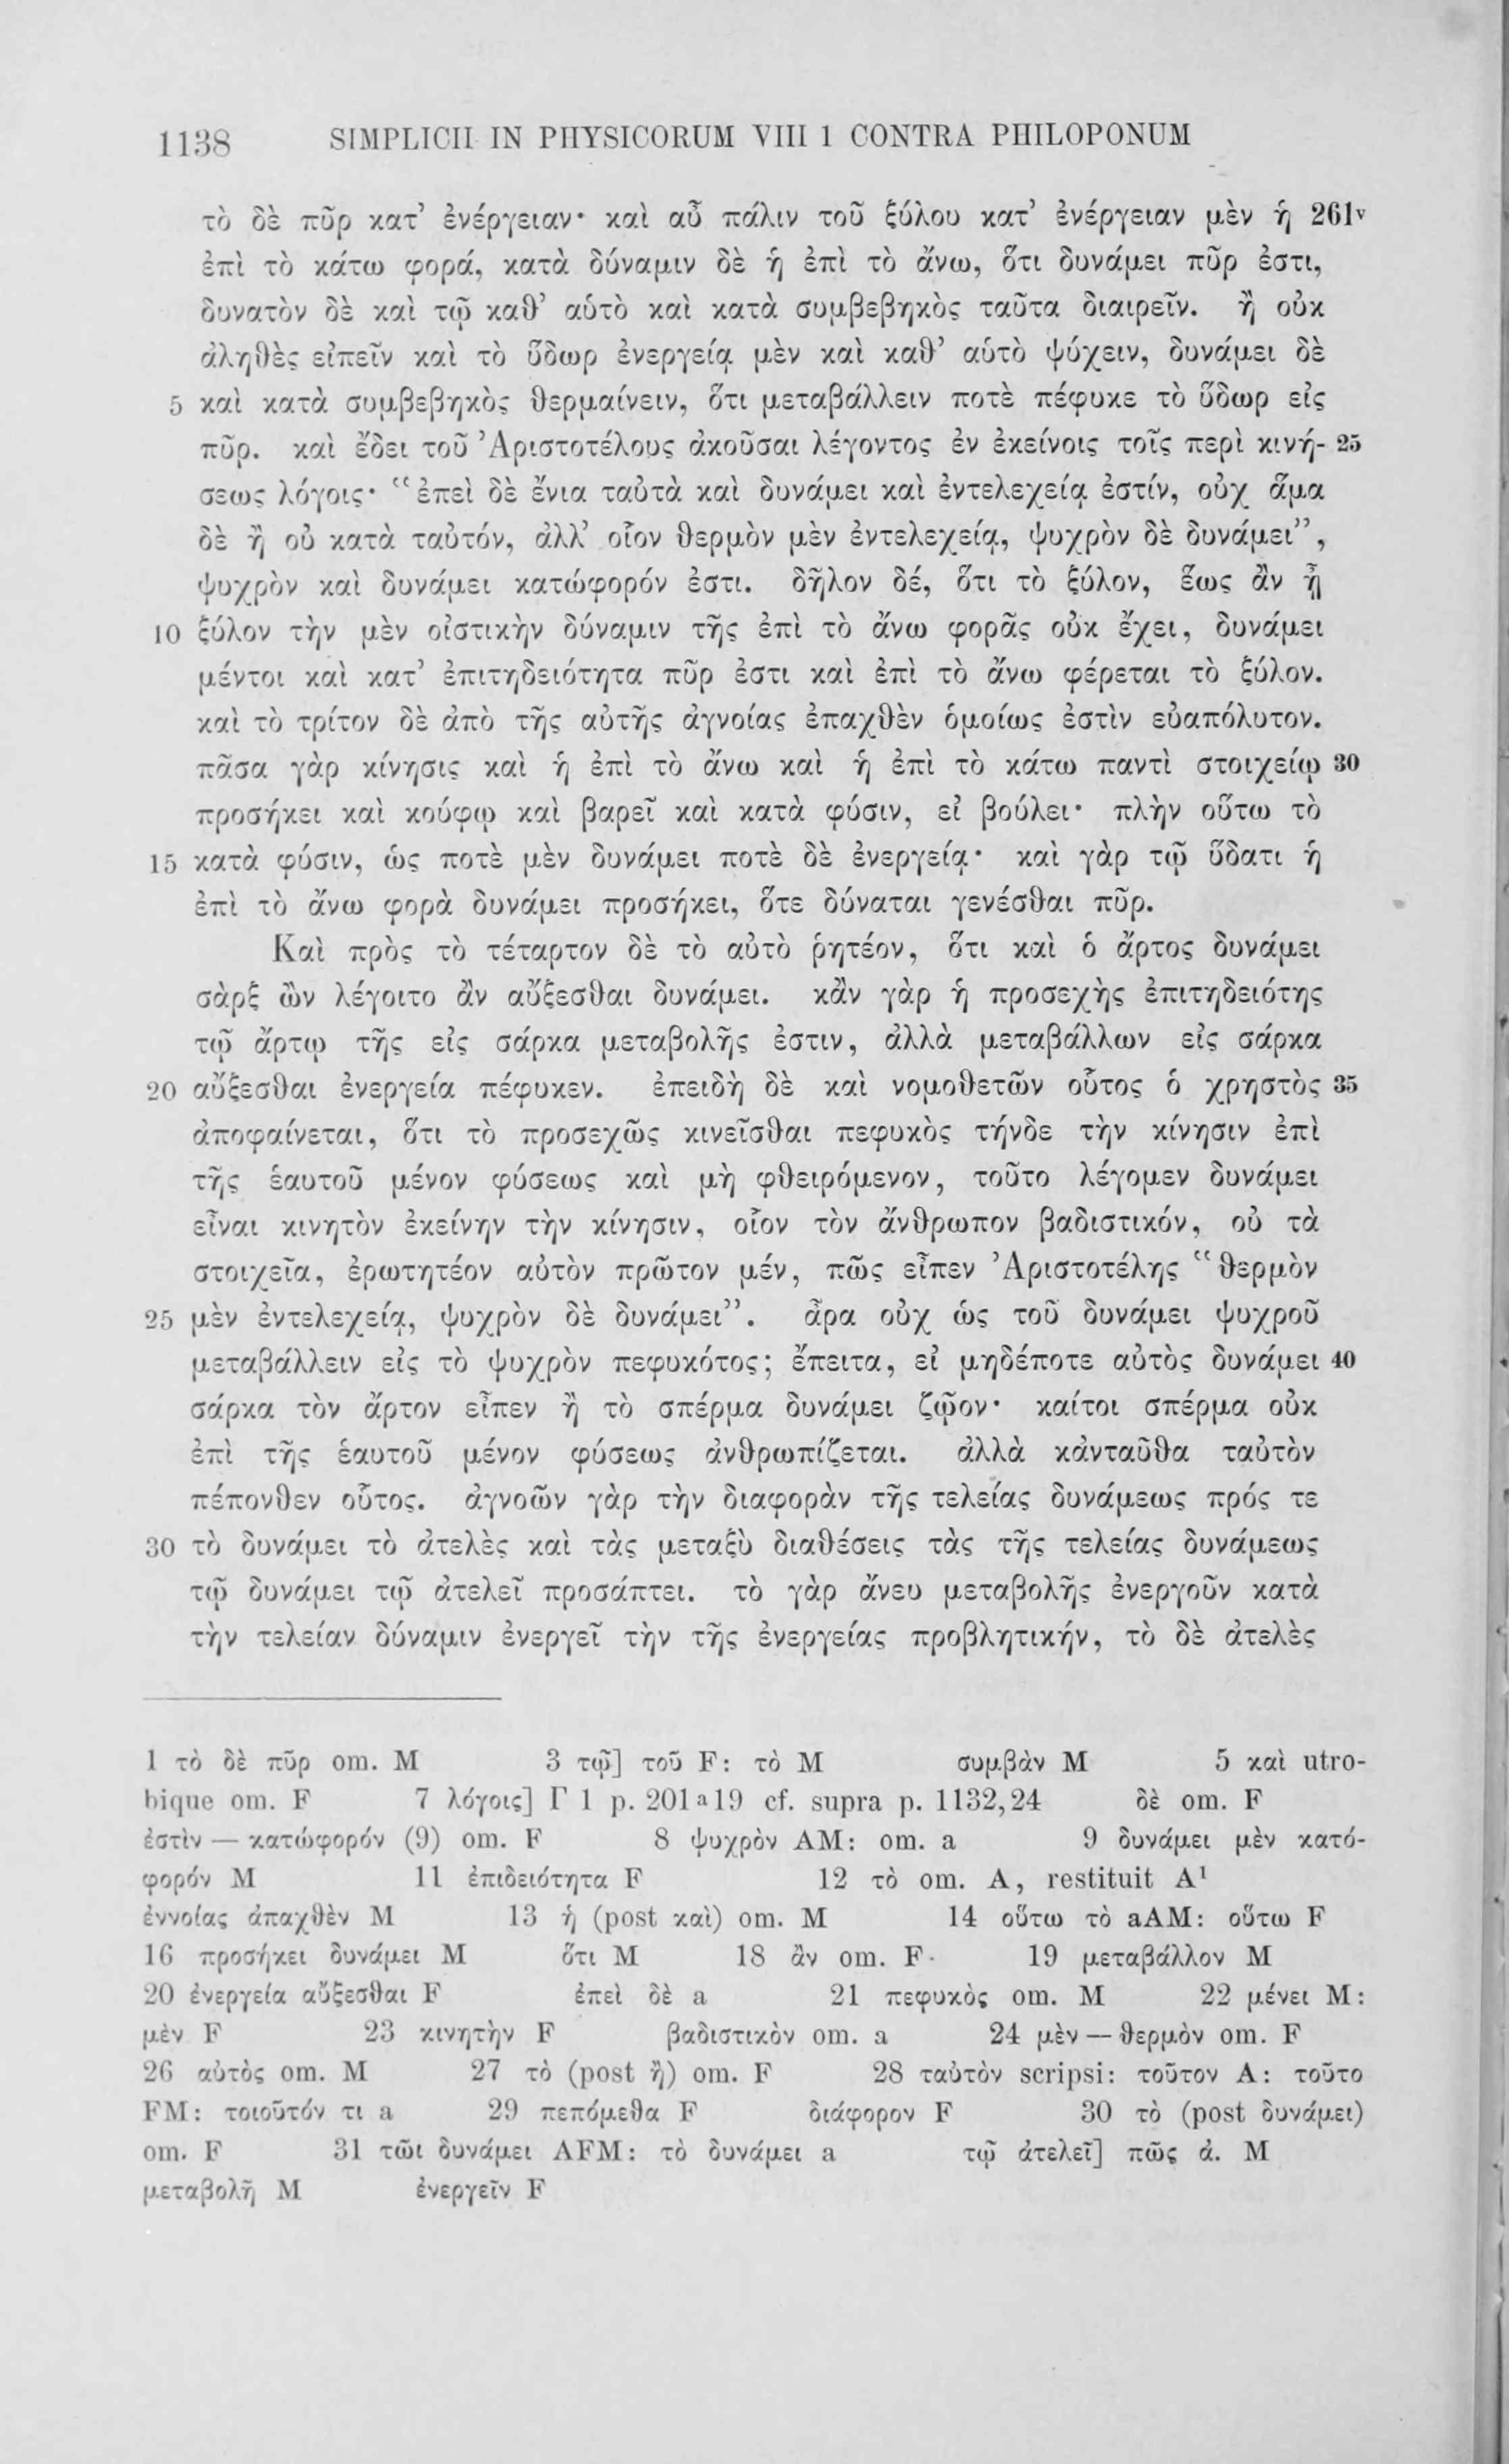 1138 SIMPLICII IN PHYSICORUM VIII 1 CONTRA PHILOPONUM
τὸ δὲ πῦρ κατ’ ἐνέργειαν· καὶ αὖ πάλιν τοῦ ξύλου κατ’ ἐνέργειαν μὲν ἡ 261v
ἐπὶ τὸ κάτω φορά, κατὰ δύναμιν δὲ ἡ ἐπὶ τὸ ἄνω, ὅτι δυνάμει πῦρ ἐστι,
δυνατὸν δὲ καὶ τῷ καθ’ αὑτὸ καὶ κατὰ συμβεβηκὸς ταῦτα διαιρεῖν. ἢ οὐκ
ἀληθὲς εἰπεῖν καὶ τὸ ὕδωρ ἐνεργείᾳ μὲν καὶ καθ’ αὑτὸ ψύχειν, δυνάμει δὲ
5 καὶ κατὰ συμβεβηκὸς θερμαίνειν, ὅτι μεταβάλλειν ποτὲ πέφυκε τὸ ὕδωρ εἰς
πῦρ. καὶ ἔδει τοῦ Ἀριστοτέλους ἀκοῦσαι λέγοντος ἐν ἐκείνοις τοῖς περὶ κινή- 25
σεως λόγοις· “ἐπεὶ δὲ ἔνια ταὐτὰ καὶ δυνάμει καὶ ἐντελεχείᾳ ἐστίν, οὐχ ἅμα
δὲ ἢ οὐ κατὰ ταὐτόν, ἀλλ’ οἷον θερμὸν μὲν ἐντελεχείᾳ, ψυχρὸν δὲ δυνάμει”,
ψυχρὸν καὶ δυνάμει κατώφορόν ἐστι. δῆλον δέ, ὅτι τὸ ξύλον, ἕως ἂν ᾖ
10 ξύλον τὴν μὲν οἰστικὴν δύναμιν τῆς ἐπὶ τὸ ἄνω φορᾶς οὐκ ἔχει, δυνάμει
μέντοι καὶ κατ’ ἐπιτηδειότητα πῦρ ἐστι καὶ ἐπὶ τὸ ἄνω φέρεται τὸ ξύλον.
καὶ τὸ τρίτον δὲ ἀπὸ τῆς αὐτῆς ἀγνοίας ἐπαχθὲν ὁμοίως ἐστὶν εὐαπόλυτον.
πᾶσα γὰρ κίνησις καὶ ἡ ἐπὶ τὸ ἄνω καὶ ἡ ἐπὶ τὸ κάτω παντὶ στοιχείῳ 30
προσήκει καὶ κούφῳ καὶ βαρεῖ καὶ κατὰ φύσιν, εἰ βούλει· πλὴν οὕτω τὸ
15 κατὰ φύσιν, ὡς ποτὲ μὲν δυνάμει ποτὲ δὲ ἐνεργείᾳ· καὶ γὰρ τῷ ὕδατι ἡ
ἐπὶ τὸ ἄνω φορὰ δυνάμει προσήκει, ὅτε δύναται γενέσθαι πῦρ.
Καὶ πρὸς τὸ τέταρτον δὲ τὸ αὐτὸ ῥητέον, ὅτι καὶ ὁ ἄρτος δυνάμει
σὰρξ ὢν λέγοιτο ἂν αὔξεσθαι δυνάμει. κἂν γὰρ ἡ προσεχὴς ἐπιτηδειότης
τῷ ἄρτῳ τῆς εἰς σάρκα μεταβολῆς ἐστιν, ἀλλὰ μεταβάλλων εἰς σάρκα
20 αὔξεσθαι ἐνεργείᾳ πέφυκεν. ἐπειδὴ δὲ καὶ νομοθετῶν οὗτος ὁ χρηστὸς 35
ἀποφαίνεται, ὅτι τὸ προσεχῶς κινεῖσθαι πεφυκὸς τήνδε τὴν κίνησιν ἐπὶ
τῆς ἑαυτοῦ μένον φύσεως καὶ μὴ φθειρόμενον, τοῦτο λέγομεν δυνάμει
εἶναι κινητὸν ἐκείνην τὴν κίνησιν, οἷον τὸν ἄνθρωπον βαδιστικόν, οὐ τὰ
στοιχεῖα, ἐρωτητέον αὐτὸν πρῶτον μέν, πῶς εἶπεν Ἀριστοτέλης “θερμὸν
25 μὲν ἐντελεχείᾳ, ψυχρὸν δὲ δυνάμει”. ἆρα οὐχ ὡς τοῦ δυνάμει ψυχροῦ
μεταβάλλειν εἰς τὸ ψυχρὸν πεφυκότος; ἔπειτα, εἰ μηδέποτε αὐτὸς δυνάμει 40
σάρκα τὸν ἄρτον εἶπεν ἢ τὸ σπέρμα δυνάμει ζῷον· καίτοι σπέρμα οὐκ
ἐπὶ τῆς ἑαυτοῦ μένον φύσεως ἀνθρωπίζεται. ἀλλὰ κἀνταῦθα ταὐτὸν
πέπονθεν οὗτος. ἀγνοῶν γὰρ τὴν διαφορὰν τῆς τελείας δυνάμεως πρός τε
30 τὸ δυνάμει τὸ ἀτελὲς καὶ τὰς μεταξὺ διαθέσεις τὰς τῆς τελείας δυνάμεως
τῷ δυνάμει τῷ ἀτελεῖ προσάπτει. τὸ γὰρ ἄνευ μεταβολῆς ἐνεργοῦν κατὰ
τὴν τελείαν δύναμιν ἐνεργεῖ τὴν τῆς ἐνεργείας προβλητικήν, τὸ δὲ ἀτελὲς
1 τὸ δὲ πῦρ om. M 3 τῷ] τοῦ F: τὸ M συμβὰν M 5 καὶ utro-
bique om. F 7 λόγοις] Γ 1 p. 201a19 cf. supra p. 1132,24 δὲ om. F
ἐστὶν — κατώφορόν (9) om. F 8 ψυχρὸν AM: om. a 9 δυνάμει μὲν κατό-
φορόν M 11 ἐπιδειότητα F 12 τὸ om. A, restituit A1
ἐννοίας ἀπαχθὲν M 13 ἡ (post καὶ) om. M 14 οὕτω τὸ aAM: οὕτω F
16 προσήκει δυνάμει M ὅτι M 18 ἂν om. F 19 μεταβάλλον M
20 ἐνεργείᾳ αὔξεσθαι F ἐπεὶ δὲ a 21 πεφυκὸς om. M 22 μένει M:
μὲν F 23 κινητὴν F βαδιστικὸν om. a 24 μὲν — θερμὸν om. F
26 αὐτὸς om. M 27 τὸ (post ἢ) om. F 28 ταὐτὸν scripsi: τοῦτον A: τοῦτο
FM: τοιοῦτόν τι a 29 πεπόμεθα F διάφορον F 30 τὸ (post δυνάμει)
om. F 31 τῶι δυνάμει AFM: τὸ δυνάμει a τῷ ἀτελεῖ] πῶς ἀ. M
μεταβολῇ M ἐνεργεῖν F